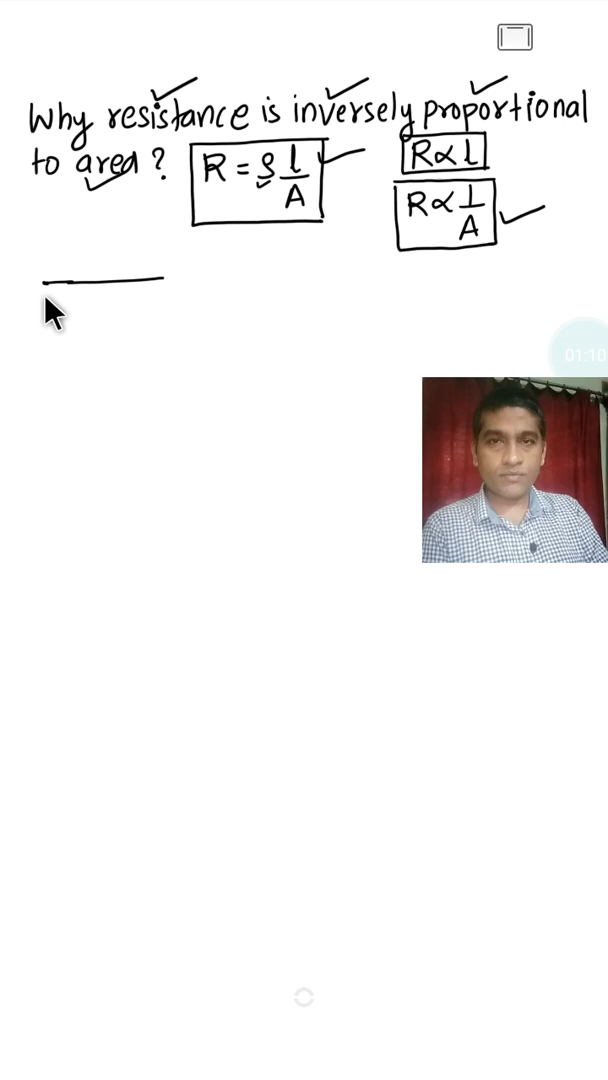 Why resistance is inversely proportional
to area? R = ρ l/A
R ∝ l
R ∝ 1/A
01:10